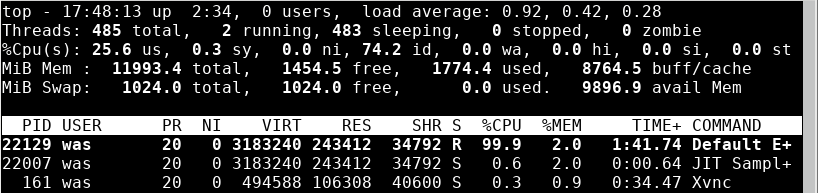 top - 17:48:13 up  2:34,  0 users,  load average: 0.92, 0.42, 0.28
Threads: 485 total,   2 running, 483 sleeping,   0 stopped,   0 zombie
%Cpu(s): 25.6 us,  0.3 sy,  0.0 ni, 74.2 id,  0.0 wa,  0.0 hi,  0.0 si,  0.0 st
MiB Mem :  11993.4 total,   1454.5 free,   1774.4 used,   8764.5 buff/cache
MiB Swap:   1024.0 total,   1024.0 free,      0.0 used.   9896.9 avail Mem
PID USER      PR  NI    VIRT    RES    SHR S  %CPU  %MEM     TIME+ COMMAND
22129 was       20   0 3183240 243412  34792 R  99.9   2.0   1:41.74 Default E+
22007 was       20   0 3183240 243412  34792 S   0.6   2.0   0:00.64 JIT Sampl+
161 was       20   0  494588 106308  40600 S   0.3   0.9   0:34.47 Xvnc